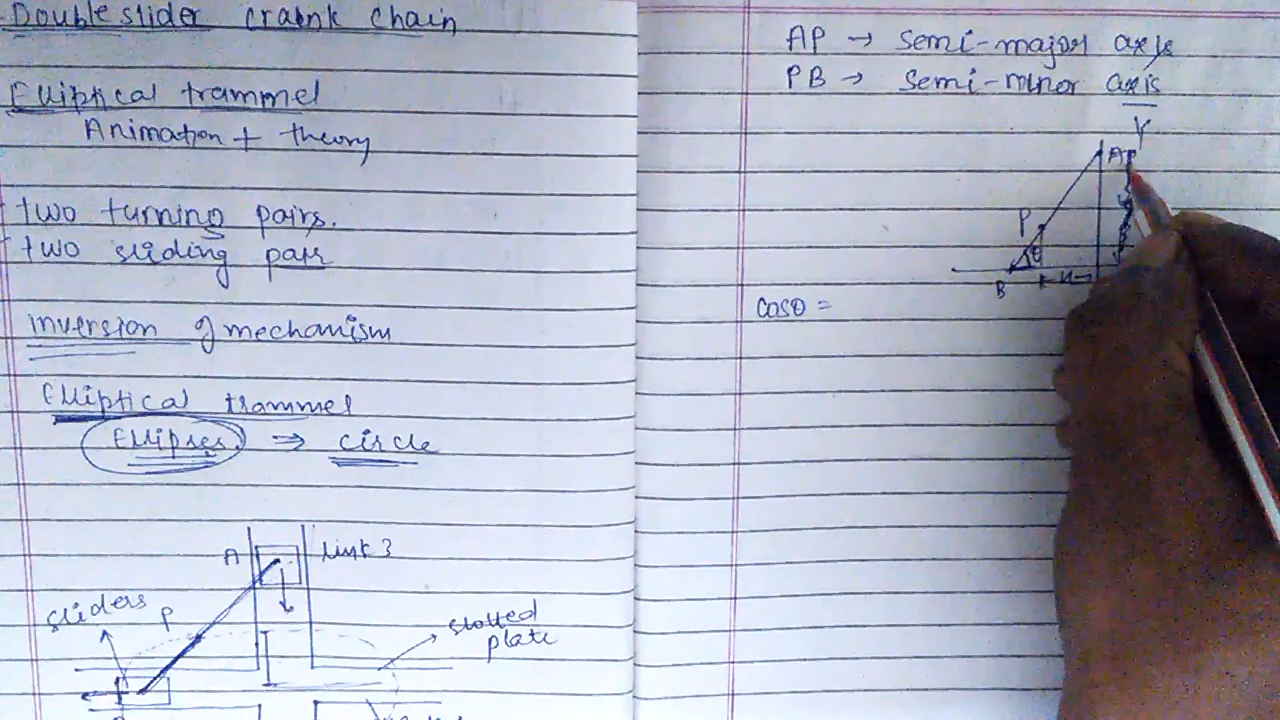 Double slider crank chain
Elliptical trammel
Animation + theory
two turning pairs.
two sliding pair
inversion of mechanism
Elliptical trammel
Ellipses ⇒ circle
A
Link 3
sliders
P
slotted
plate
AP → Semi-major axis
PB → Semi-minor axis
Y
A
P
θ
B
x
cosθ =